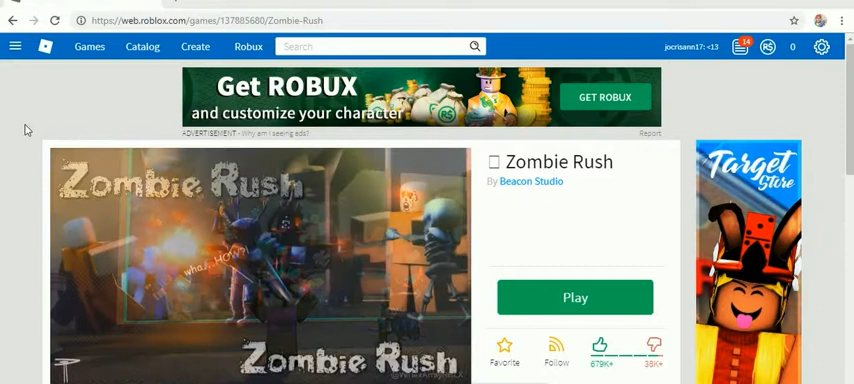 https://web.roblox.com/games/137885680/Zombie-Rush
Games Catalog Create Robux Search jocrisann17: <13 14 R$ 0
Get ROBUX
and customize your character
GET ROBUX
ADVERTISEMENT - Why am I seeing ads? Report
Zombie Rush
wha...HOW?!
Zombie Rush
Zombie Rush
By Beacon Studio
Play
Favorite Follow 679K+ 38K+
Target
Store